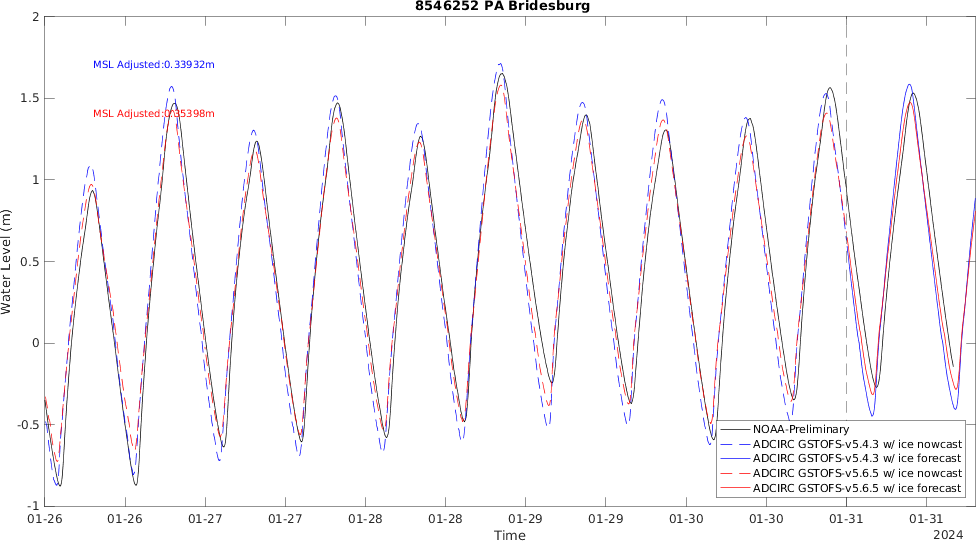 8546252 PA Bridesburg
2
1.5
1
0.5
0
-0.5
-1
Water Level (m)
MSL Adjusted:0.33932m
MSL Adjusted:0.35398m
NOAA-Preliminary
ADCIRC GSTOFS-v5.4.3 w/ ice nowcast
ADCIRC GSTOFS-v5.4.3 w/ ice forecast
ADCIRC GSTOFS-v5.6.5 w/ ice nowcast
ADCIRC GSTOFS-v5.6.5 w/ ice forecast
01-26 01-26 01-27 01-27 01-28 01-28 01-29 01-29 01-30 01-30 01-31 01-31
2024
Time